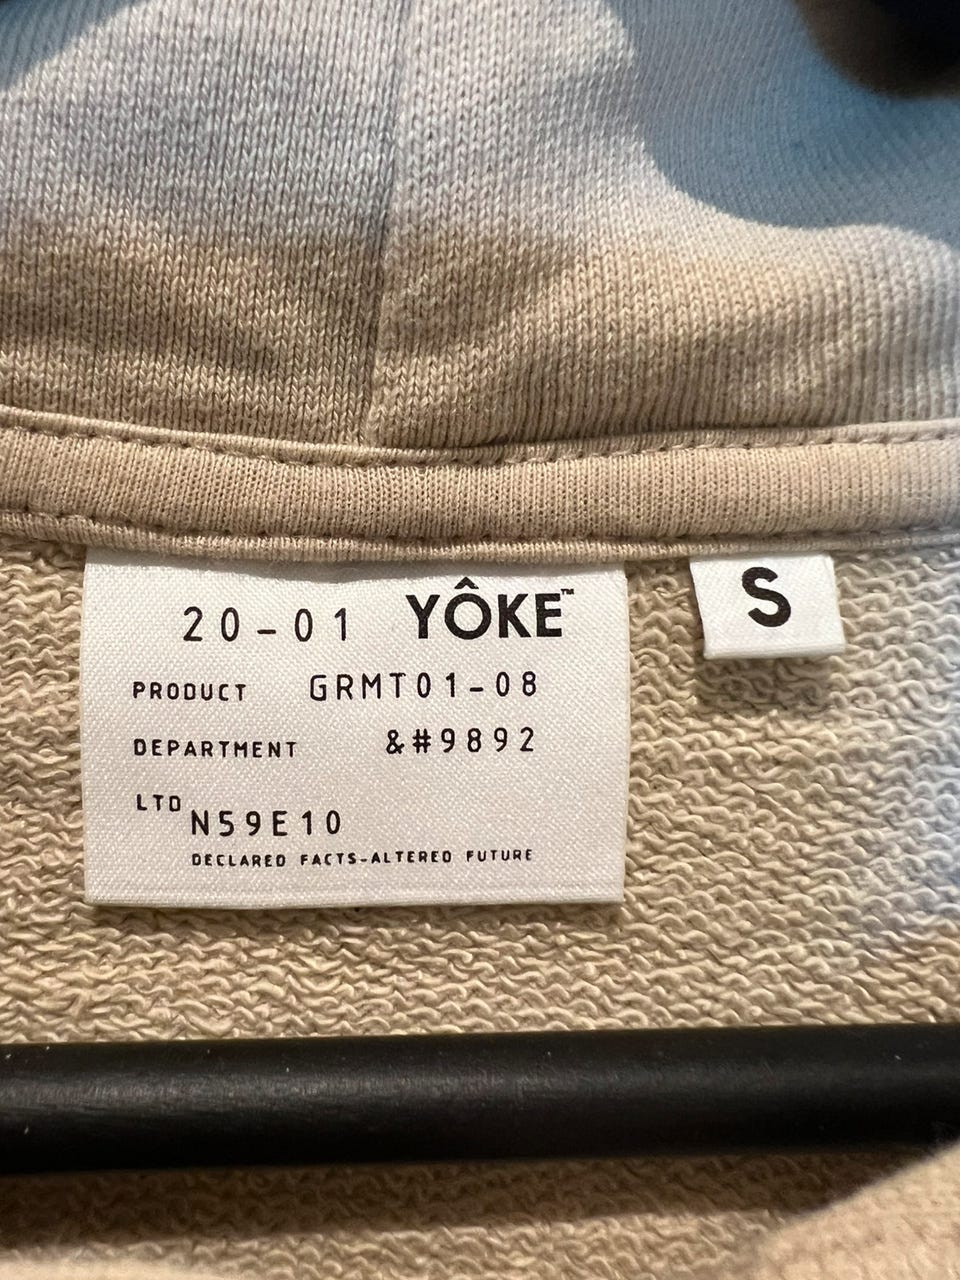 20-01 YÔKE™
S
PRODUCT GRMT01-08
DEPARTMENT &#9892
LTD N59E10
DECLARED FACTS-ALTERED FUTURE